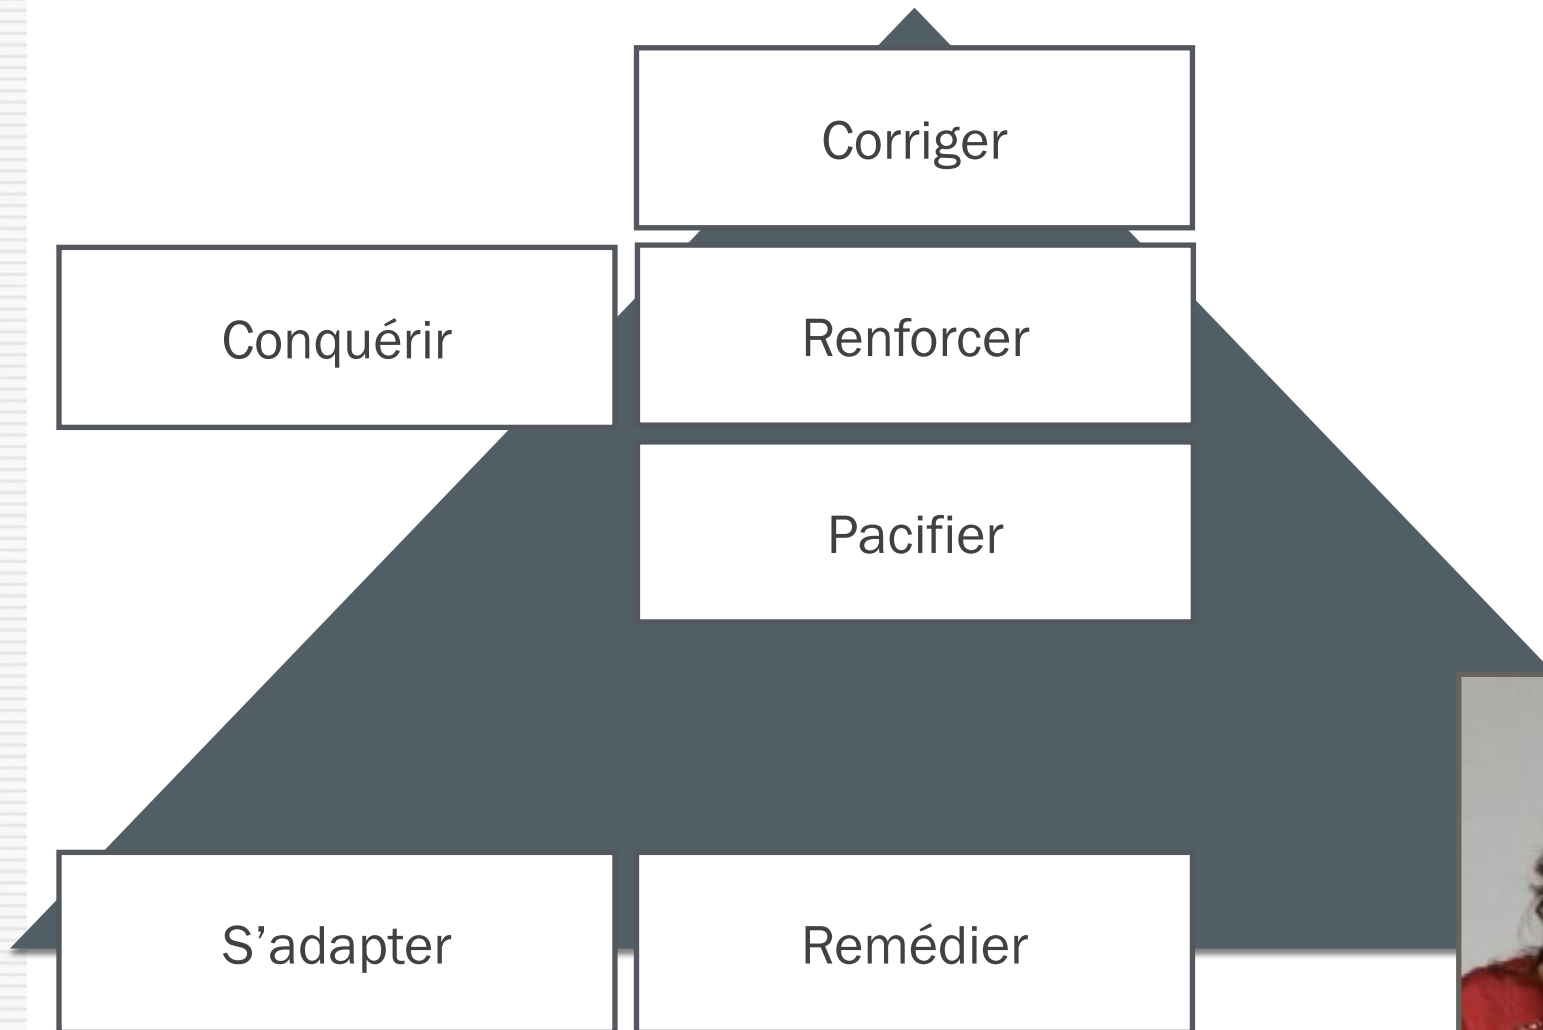 Corriger
Conquérir
Renforcer
Pacifier
S’adapter
Remédier